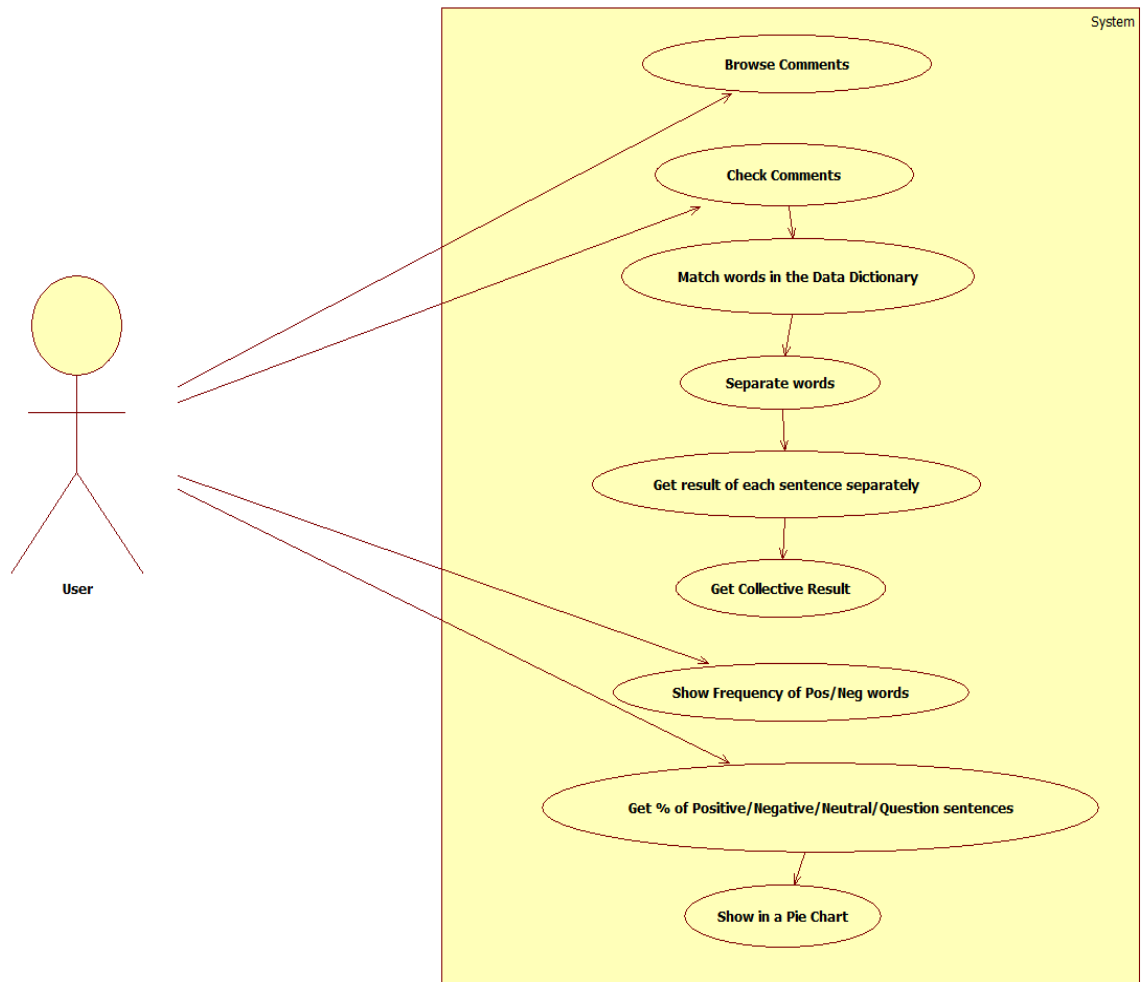 System
Browse Comments
Check Comments
Match words in the Data Dictionary
Separate words
Get result of each sentence separately
User
Get Collective Result
Show Frequency of Pos/Neg words
Get % of Positive/Negative/Neutral/Question sentences
Show in a Pie Chart